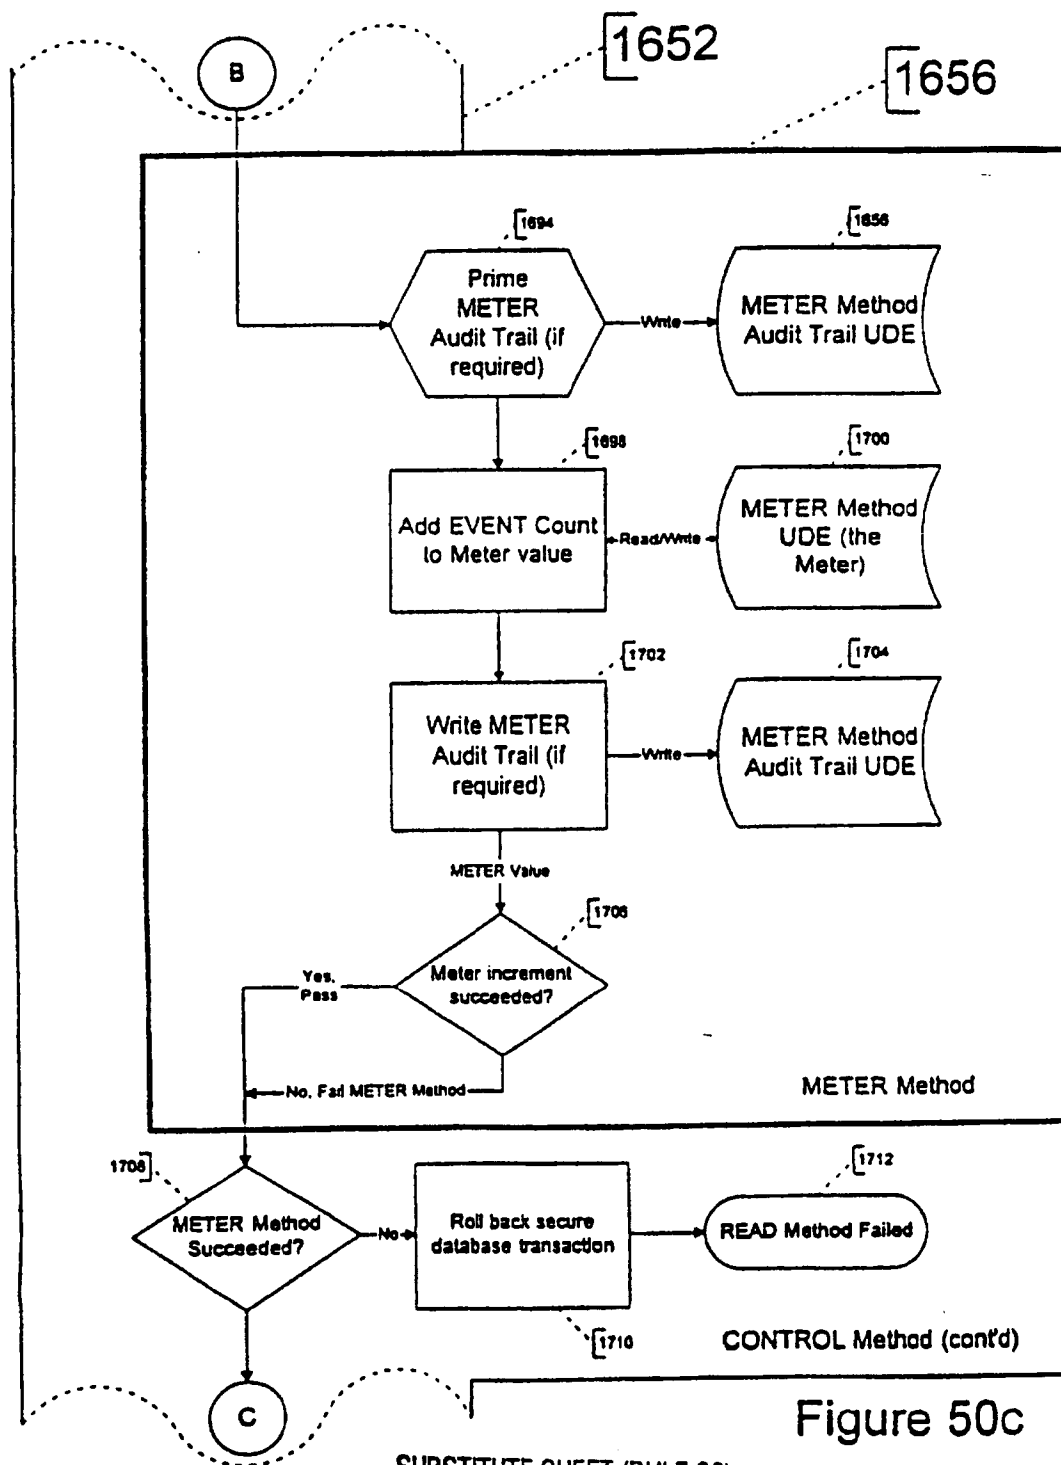 B
1652
1656
1694
Prime
METER
Audit Trail (if
required)
Write
1656
METER Method
Audit Trail UDE
1698
Add EVENT Count
to Meter value
Read/Write
1700
METER Method
UDE (the
Meter)
1702
Write METER
Audit Trail (if
required)
Write
1704
METER Method
Audit Trail UDE
METER Value
1706
Meter increment
succeeded?
Yes,
Pass
No, Fail METER Method
METER Method
1708
METER Method
Succeeded?
No
Roll back secure
database transaction
1710
1712
READ Method Failed
CONTROL Method (cont'd)
C
Figure 50c